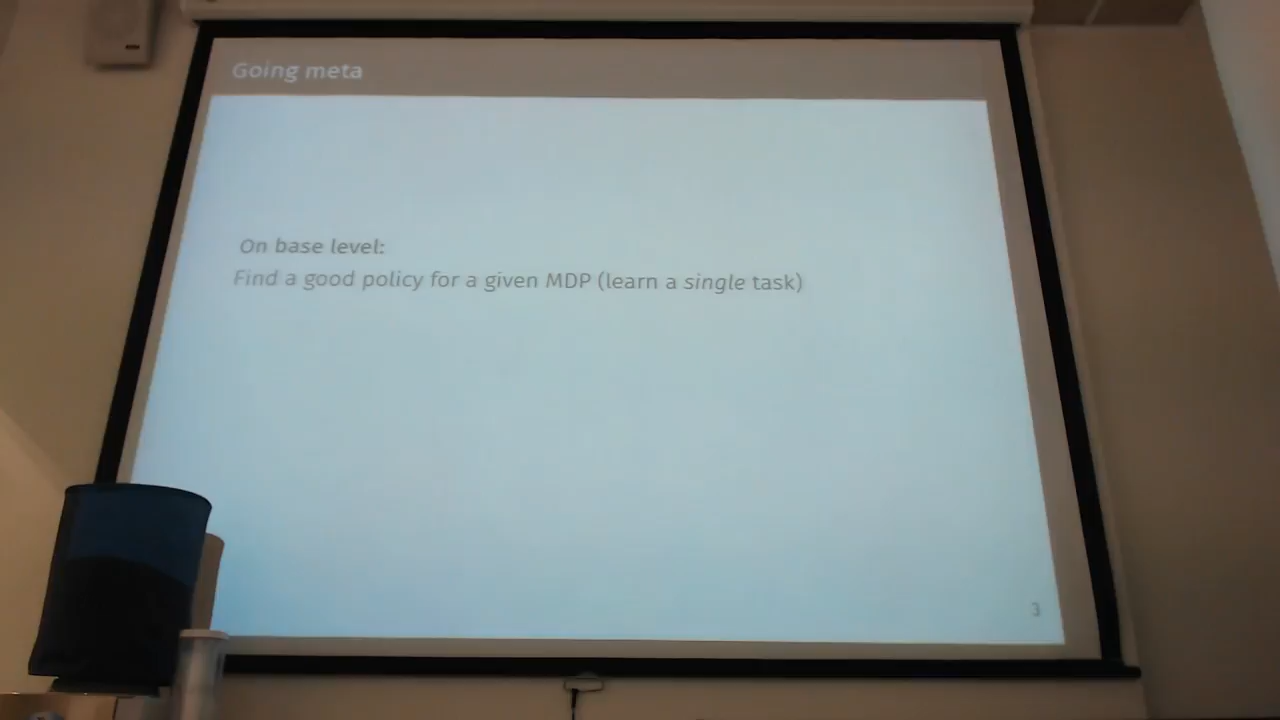 Going meta
On base level:
Find a good policy for a given MDP (learn a single task)
3